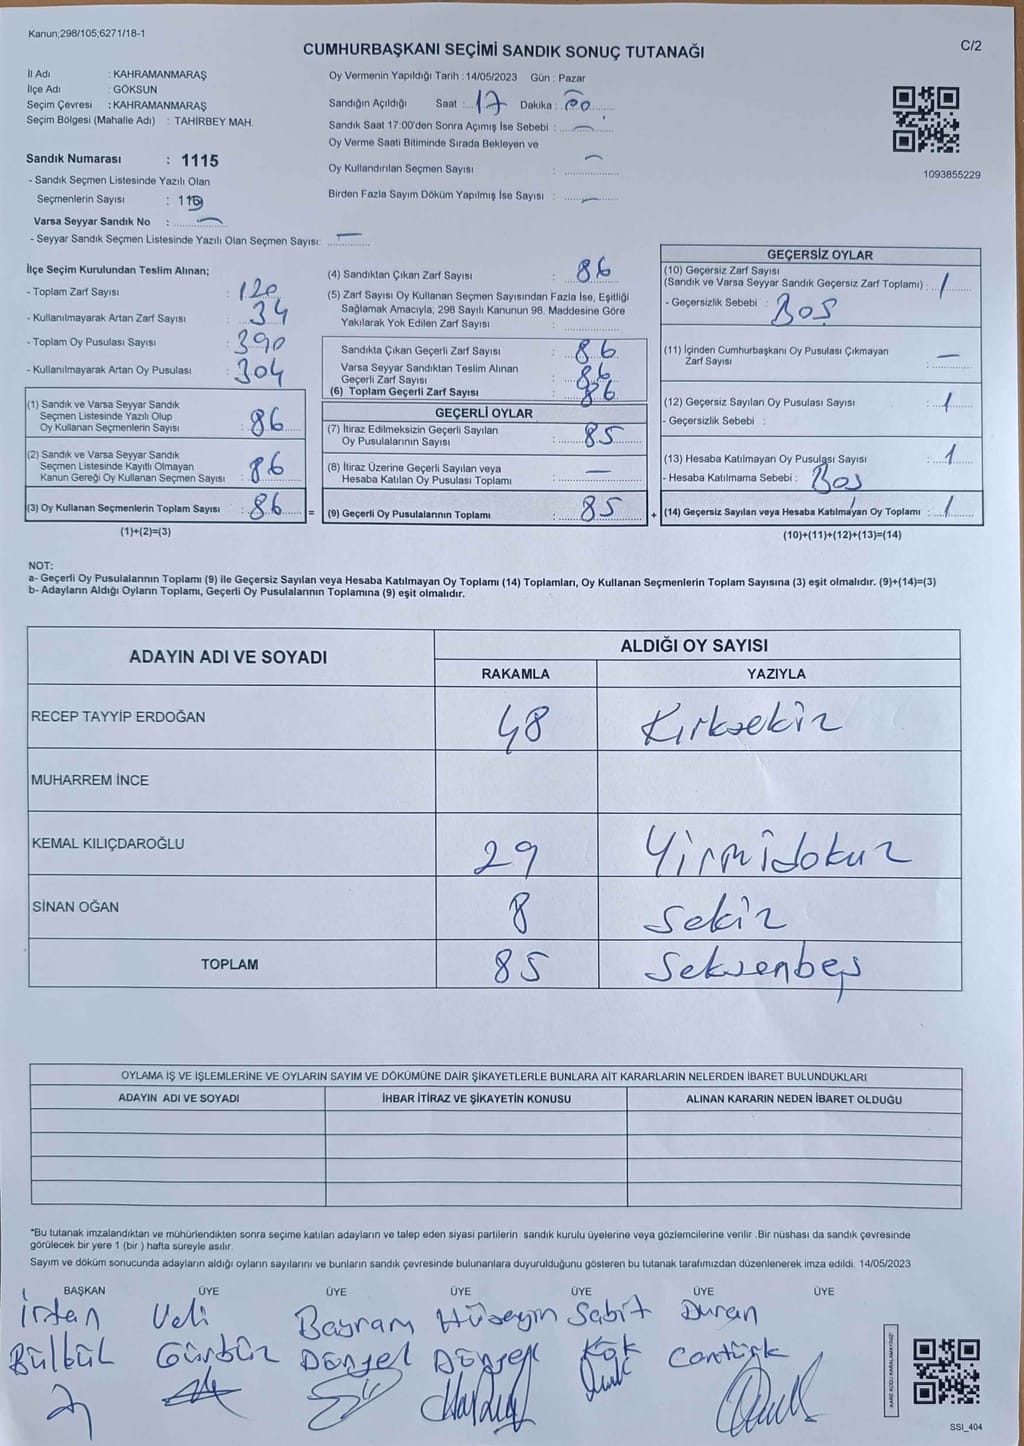 Kanun;298/105;6271/18-1
C/2
CUMHURBAŞKANI SEÇİMİ SANDIK SONUÇ TUTANAĞI
İl Adı : KAHRAMANMARAŞ
İlçe Adı : GÖKSUN
Seçim Çevresi : KAHRAMANMARAŞ
Seçim Bölgesi (Mahalle Adı) : TAHİRBEY MAH.
Sandık Numarası : 1115
- Sandık Seçmen Listesinde Yazılı Olan
Seçmenlerin Sayısı :
Varsa Seyyar Sandık No : —
- Seyyar Sandık Seçmen Listesinde Yazılı Olan Seçmen Sayısı: —
Oy Vermenin Yapıldığı Tarih : 14/05/2023 Gün : Pazar
Sandığın Açıldığı Saat : 17 Dakika : 00
Sandık Saat 17:00'den Sonra Açımış İse Sebebi : —
Oy Verme Saati Bitiminde Sırada Bekleyen ve
Oy Kullandırılan Seçmen Sayısı : —
Birden Fazla Sayım Döküm Yapılmış İse Sayısı : —
1093855229
İlçe Seçim Kurulundan Teslim Alınan;
- Toplam Zarf Sayısı : 120
- Kullanılmayarak Artan Zarf Sayısı : 34
- Toplam Oy Pusulası Sayısı : 390
- Kullanılmayarak Artan Oy Pusulası : 304
(1) Sandık ve Varsa Seyyar Sandık
Seçmen Listesinde Yazılı Olup
Oy Kullanan Seçmenlerin Sayısı : 86
(2) Sandık ve Varsa Seyyar Sandık
Seçmen Listesinde Kayıtlı Olmayan
Kanun Gereği Oy Kullanan Seçmen Sayısı : 86
(3) Oy Kullanan Seçmenlerin Toplam Sayısı : 86 =
(1)+(2)=(3)
(4) Sandıktan Çıkan Zarf Sayısı : 86
(5) Zarf Sayısı Oy Kullanan Seçmen Sayısından Fazla İse, Eşitliği
Sağlamak Amacıyla; 298 Sayılı Kanunun 98. Maddesine Göre
Yakılarak Yok Edilen Zarf Sayısı :
Sandıkta Çıkan Geçerli Zarf Sayısı : 86
Varsa Seyyar Sandıktan Teslim Alınan
Geçerli Zarf Sayısı : 86
(6) Toplam Geçerli Zarf Sayısı : 86
GEÇERLİ OYLAR
(7) İtiraz Edilmeksizin Geçerli Sayılan
Oy Pusulalarının Sayısı : 85
(8) İtiraz Üzerine Geçerli Sayılan veya
Hesaba Katılan Oy Pusulası Toplamı : —
(9) Geçerli Oy Pusulalarının Toplamı : 85 +
GEÇERSİZ OYLAR
(10) Geçersiz Zarf Sayısı
(Sandık ve Varsa Seyyar Sandık Geçersiz Zarf Toplamı) : 1
- Geçersizlik Sebebi : Boş
(11) İçinden Cumhurbaşkanı Oy Pusulası Çıkmayan
Zarf Sayısı : —
(12) Geçersiz Sayılan Oy Pusulası Sayısı : 1
- Geçersizlik Sebebi :
(13) Hesaba Katılmayan Oy Pusulası Sayısı : 1
- Hesaba Katılmama Sebebi : Boş
(14) Geçersiz Sayılan veya Hesaba Katılmayan Oy Toplamı : 1
(10)+(11)+(12)+(13)=(14)
NOT:
a- Geçerli Oy Pusulalarının Toplamı (9) ile Geçersiz Sayılan veya Hesaba Katılmayan Oy Toplamı (14) Toplamları, Oy Kullanan Seçmenlerin Toplam Sayısına (3) eşit olmalıdır. (9)+(14)=(3)
b- Adayların Aldığı Oyların Toplamı, Geçerli Oy Pusulalarının Toplamına (9) eşit olmalıdır.
ADAYIN ADI VE SOYADI
ALDIĞI OY SAYISI
RAKAMLA YAZIYLA
RECEP TAYYİP ERDOĞAN 48 Kırksekiz
MUHARREM İNCE
KEMAL KILIÇDAROĞLU 29 Yirmidokuz
SİNAN OĞAN 8 Sekiz
TOPLAM 85 Seksenbeş
OYLAMA İŞ VE İŞLEMLERİNE VE OYLARIN SAYIM VE DÖKÜMÜNE DAİR ŞİKAYETLERLE BUNLARA AİT KARARLARIN NELERDEN İBARET BULUNDUKLARI
ADAYIN ADI VE SOYADI İHBAR İTİRAZ VE ŞİKAYETİN KONUSU ALINAN KARARIN NEDEN İBARET OLDUĞU
*Bu tutanak imzalandıktan ve mühürlendikten sonra seçime katılan adayların ve talep eden siyasi partilerin sandık kurulu üyelerine veya gözlemcilerine verilir .Bir nüshası da sandık çevresinde
görülecek bir yere 1 (bir ) hafta süreyle asılır.
Sayım ve döküm sonucunda adayların aldığı oyların sayılarını ve bunların sandık çevresinde bulunanlara duyurulduğunu gösteren bu tutanak tarafımızdan düzenlenerek imza edildi. 14/05/2023
BAŞKAN ÜYE ÜYE ÜYE ÜYE ÜYE ÜYE
İrfan Veli Bayram Hüseyin Sabit Duran
Bülbül Gürbüz Döngel Döngel Kök Cantürk
KARE KODU KARALAMAYINIZ!
SSİ_404